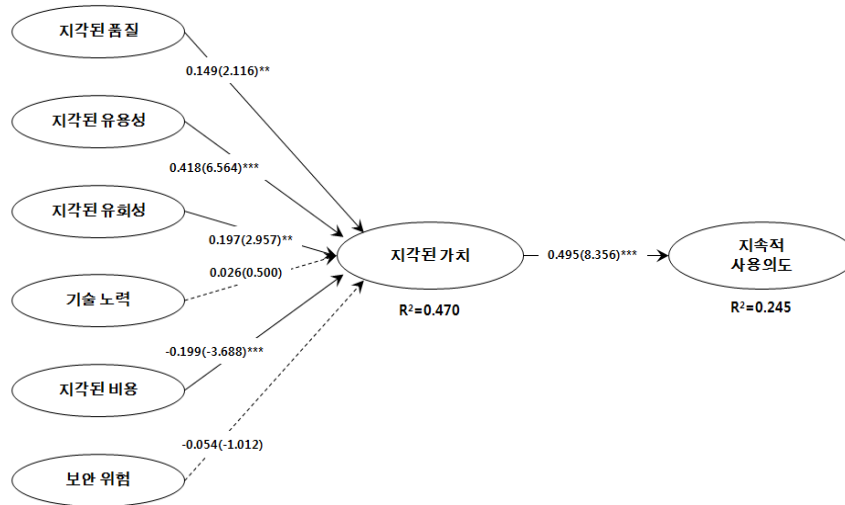 지각된 품질
0.149(2.116)**
지각된 유용성
0.418(6.564)***
지각된 유희성
0.197(2.957)**
0.026(0.500)
기술 노력
지각된 가치
R²=0.470
0.495(8.356)***
지속적
사용의도
R²=0.245
-0.199(-3.688)***
지각된 비용
-0.054(-1.012)
보안 위험